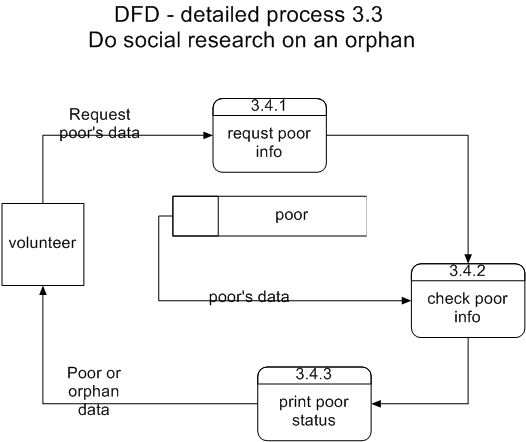 DFD - detailed process 3.3
Do social research on an orphan
Request
poor's data
3.4.1
requst poor
info
poor
volunteer
3.4.2
check poor
info
poor's data
Poor or
orphan
data
3.4.3
print poor
status